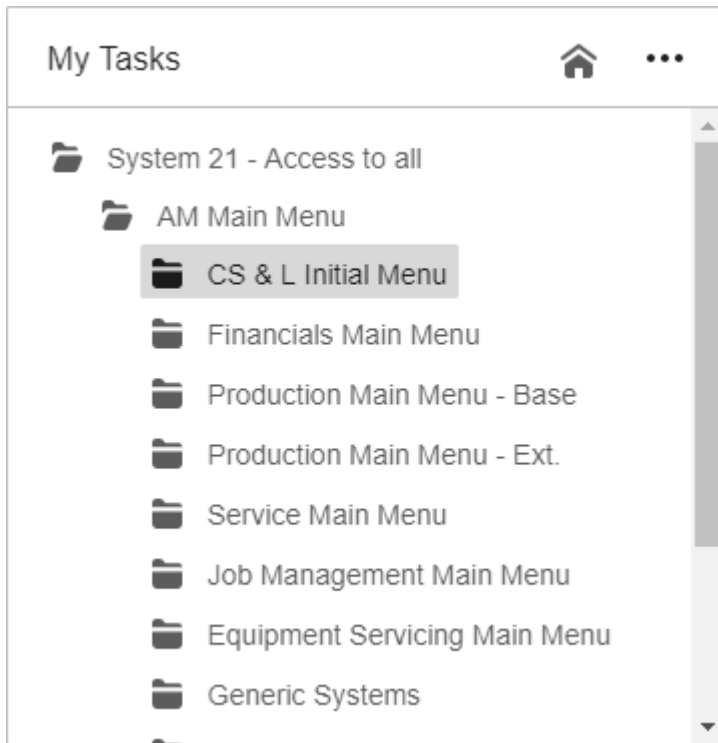 My Tasks
System 21 - Access to all
AM Main Menu
CS & L Initial Menu
Financials Main Menu
Production Main Menu - Base
Production Main Menu - Ext.
Service Main Menu
Job Management Main Menu
Equipment Servicing Main Menu
Generic Systems